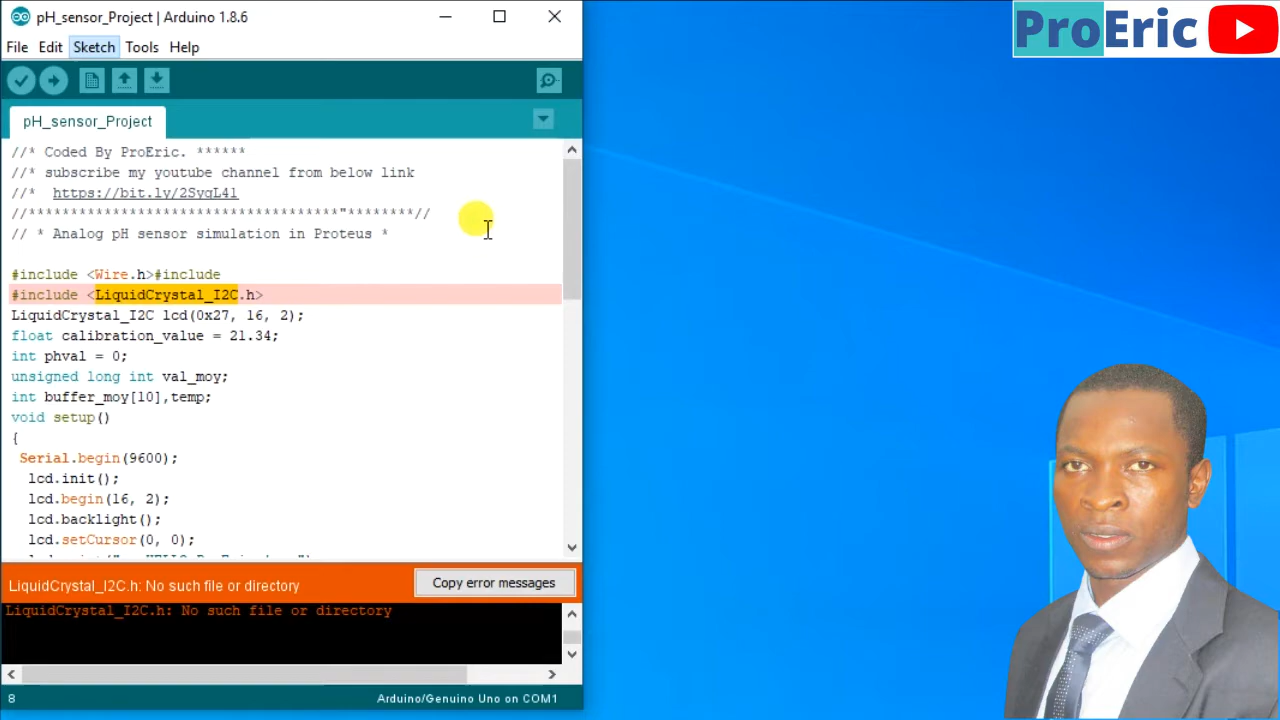 pH_sensor_Project | Arduino 1.8.6
ProEric
File Edit Sketch Tools Help
pH_sensor_Project
//* Coded By ProEric. ******
//* subscribe my youtube channel from below link
//* https://bit.ly/2SyqL4l
//*************************************"********//
// * Analog pH sensor simulation in Proteus *
#include <Wire.h>#include
#include <LiquidCrystal_I2C.h>
LiquidCrystal_I2C lcd(0x27, 16, 2);
float calibration_value = 21.34;
int phval = 0;
unsigned long int val_moy;
int buffer_moy[10],temp;
void setup()
{
Serial.begin(9600);
lcd.init();
lcd.begin(16, 2);
lcd.backlight();
lcd.setCursor(0, 0);
LiquidCrystal_I2C.h: No such file or directory
Copy error messages
LiquidCrystal_I2C.h: No such file or directory
8
Arduino/Genuino Uno on COM1